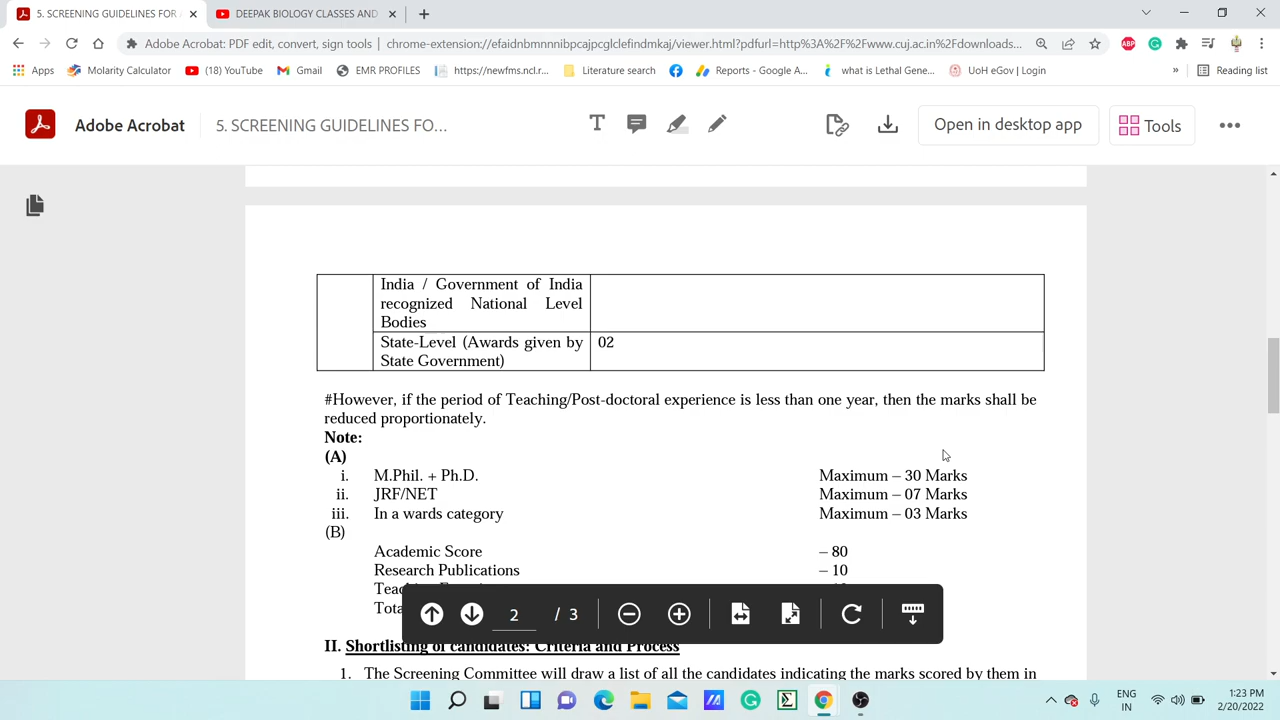 5. SCREENING GUIDELINES FOR
DEEPAK BIOLOGY CLASSES AND
Adobe Acrobat: PDF edit, convert, sign tools | chrome-extension://efaidnbmnnnibpcajpcglclefindmkaj/viewer.html?pdfurl=http%3A%2F%2Fwww.cuj.ac.in%2Fdownloads...
Apps Molarity Calculator (18) YouTube Gmail EMR PROFILES https://newfms.ncl.r... Literature search Reports - Google A... what is Lethal Gene... UoH eGov | Login » Reading list
Adobe Acrobat 5. SCREENING GUIDELINES FO... Open in desktop app Tools
India / Government of India
recognized National Level
Bodies
State-Level (Awards given by 02
State Government)
#However, if the period of Teaching/Post-doctoral experience is less than one year, then the marks shall be
reduced proportionately.
Note:
(A)
i. M.Phil. + Ph.D. Maximum – 30 Marks
ii. JRF/NET Maximum – 07 Marks
iii. In a wards category Maximum – 03 Marks
(B)
Academic Score – 80
Research Publications – 10
2 / 3
II. Shortlisting of candidates: Criteria and Process
1. The Screening Committee will draw a list of all the candidates indicating the marks scored by them in
ENG
IN
1:23 PM
2/20/2022